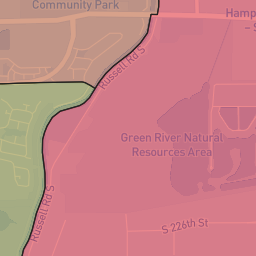 Community Park
Hamp
- S
Russell Rd S
Green River Natural
Resources Area
Russell Rd S
S 226th St